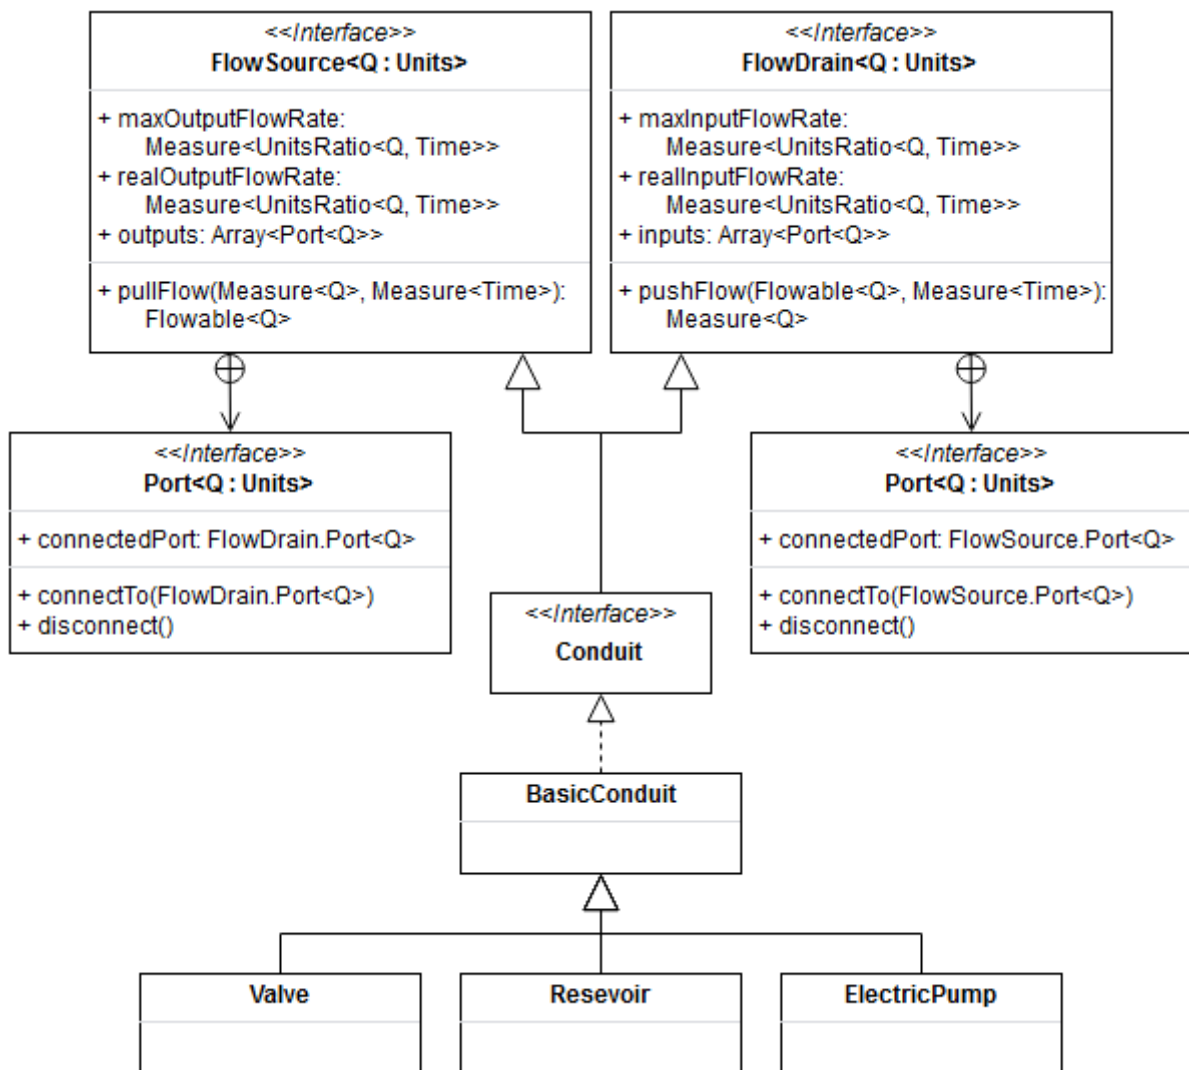 <<Interface>>
FlowSource<Q : Units>
+ maxOutputFlowRate:
Measure<UnitsRatio<Q, Time>>
+ realOutputFlowRate:
Measure<UnitsRatio<Q, Time>>
+ outputs: Array<Port<Q>>
+ pullFlow(Measure<Q>, Measure<Time>):
Flowable<Q>
<<Interface>>
FlowDrain<Q : Units>
+ maxInputFlowRate:
Measure<UnitsRatio<Q, Time>>
+ realInputFlowRate:
Measure<UnitsRatio<Q, Time>>
+ inputs: Array<Port<Q>>
+ pushFlow(Flowable<Q>, Measure<Time>):
Measure<Q>
<<Interface>>
Port<Q : Units>
+ connectedPort: FlowDrain.Port<Q>
+ connectTo(FlowDrain.Port<Q>)
+ disconnect()
<<Interface>>
Port<Q : Units>
+ connectedPort: FlowSource.Port<Q>
+ connectTo(FlowSource.Port<Q>)
+ disconnect()
<<Interface>>
Conduit
BasicConduit
Valve
Resevoir
ElectricPump